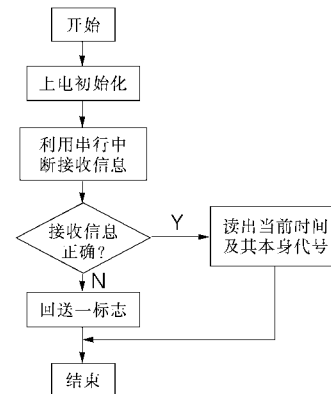 开始
上电初始化
利用串行中
断接收信息
接收信息
正确?
Y
读出当前时间
及其本身代号
N
回送一标志
结束